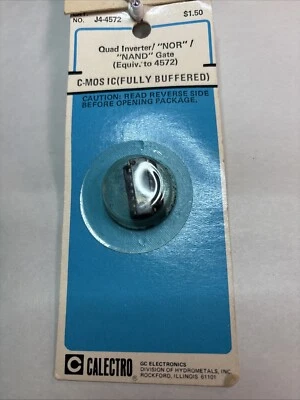 NO. J4-4572 $1.50
Quad Inverter/ "NOR"/
"NAND" Gate
(Equiv. to 4572)
C-MOS IC(FULLY BUFFERED)
CAUTION: READ REVERSE SIDE
BEFORE OPENING PACKAGE.
C CALECTRO
GC ELECTRONICS
DIVISION OF HYDROMETALS, INC.
ROCKFORD, ILLINOIS 61101